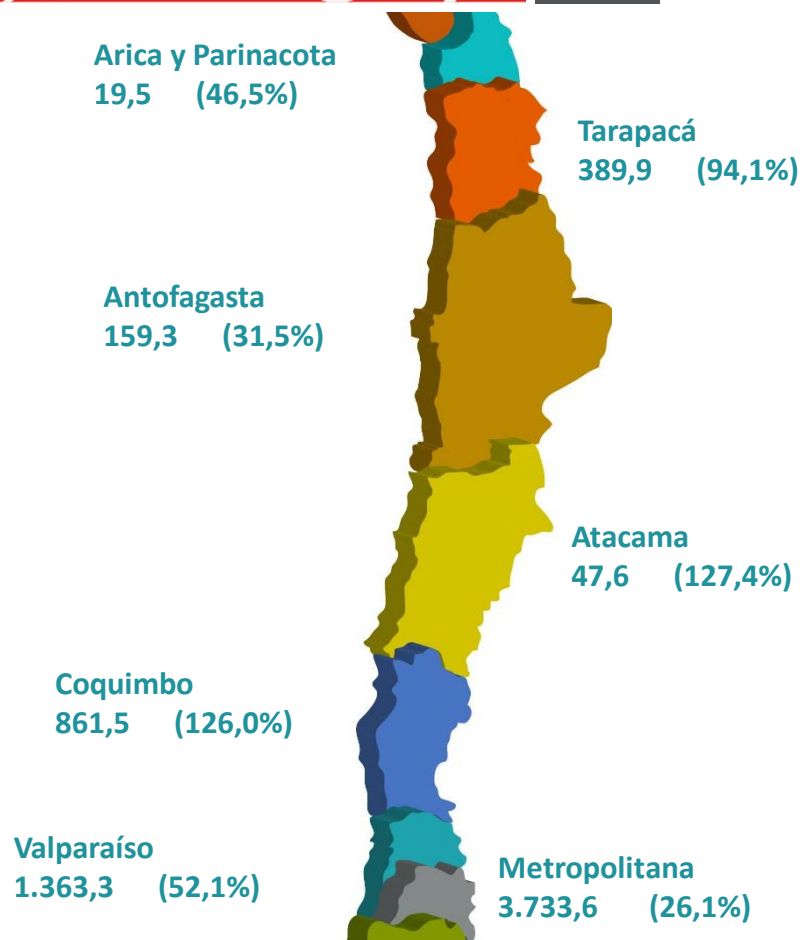 Arica y Parinacota
19,5 (46,5%)
Tarapacá
389,9 (94,1%)
Antofagasta
159,3 (31,5%)
Atacama
47,6 (127,4%)
Coquimbo
861,5 (126,0%)
Valparaíso
1.363,3 (52,1%)
Metropolitana
3.733,6 (26,1%)